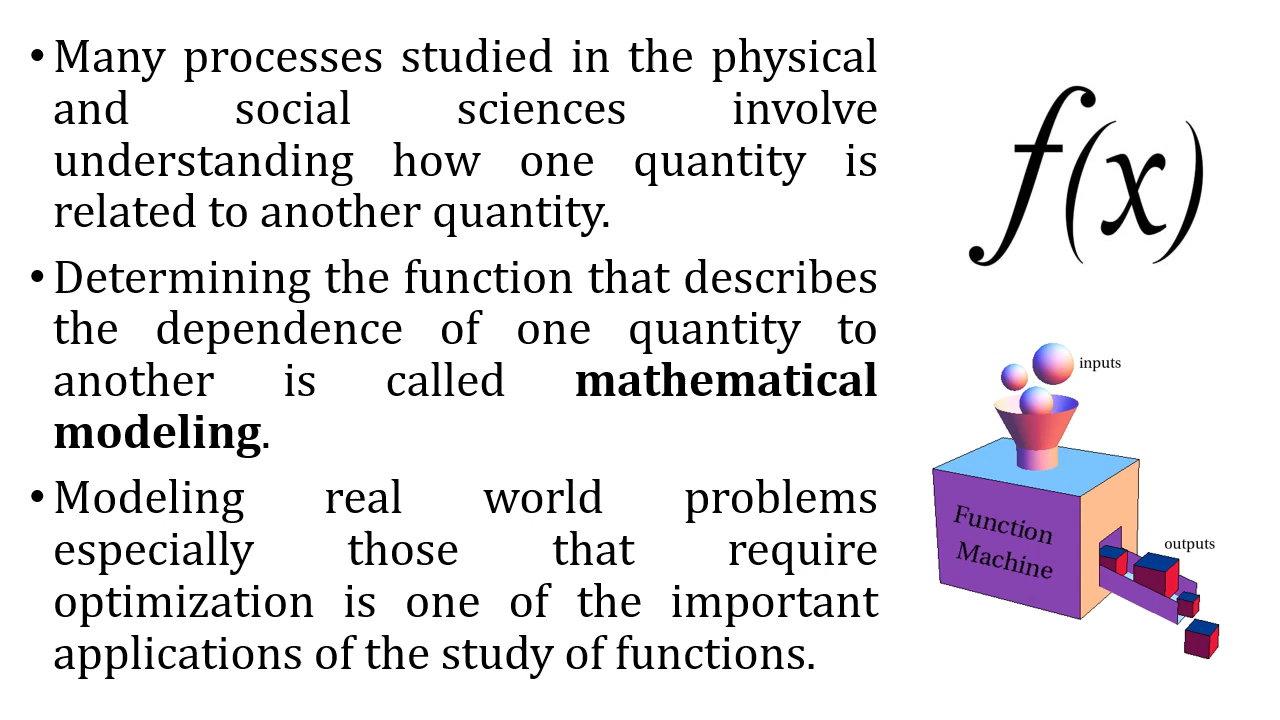 • Many processes studied in the physical
and social sciences involve
understanding how one quantity is
related to another quantity.
• Determining the function that describes
the dependence of one quantity to
another is called mathematical
modeling.
• Modeling real world problems
especially those that require
optimization is one of the important
applications of the study of functions.
f(x)
inputs
Function
Machine
outputs